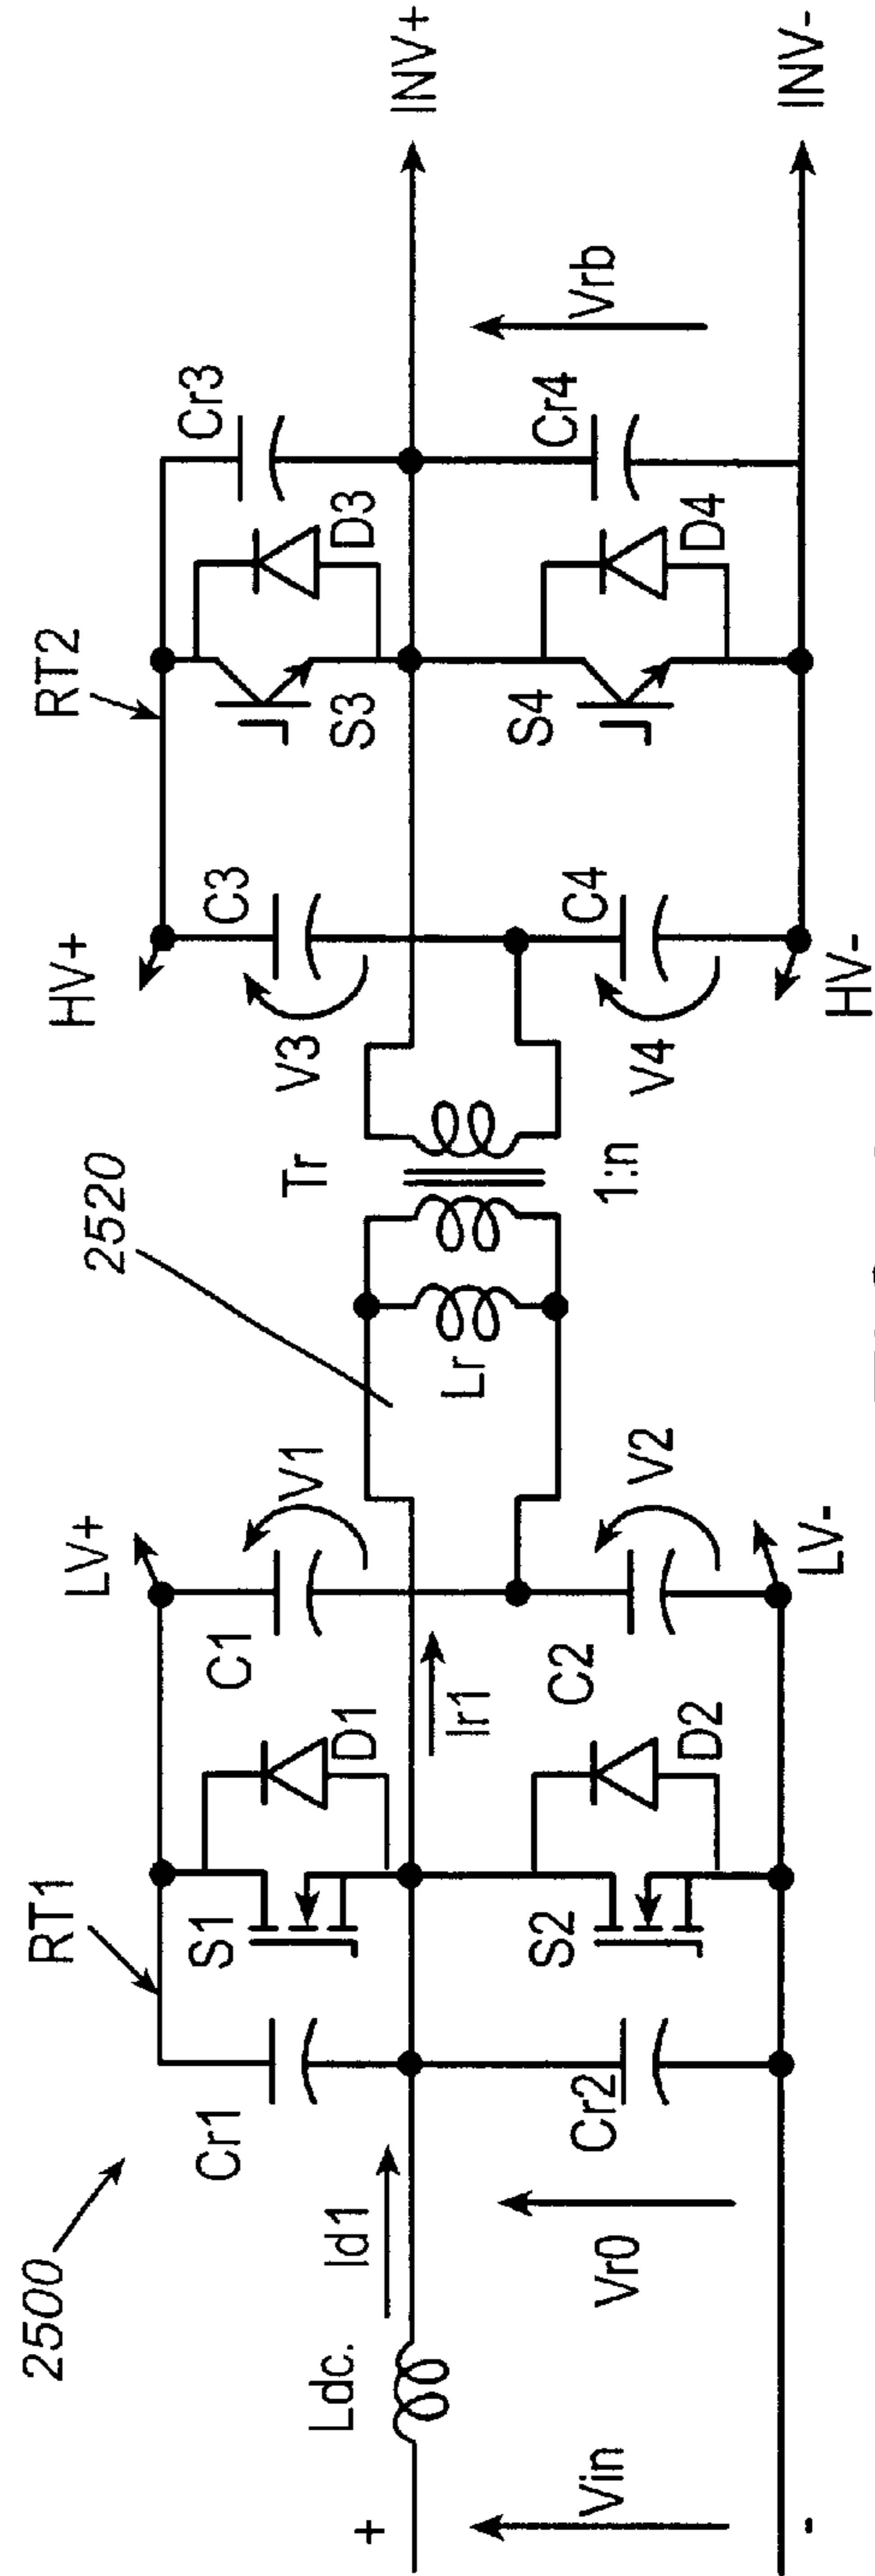 2500
RT1
LV+
2520
HV+
RT2
Cr1
S1
D1
C1
V1
Tr
V3
C3
S3
D3
Cr3
INV+
+
Ldc.
Id1
Ir1
Lr
1:n
Vin
Vr0
Cr2
S2
D2
C2
V2
V4
C4
S4
D4
Cr4
Vrb
-
LV-
HV-
INV-